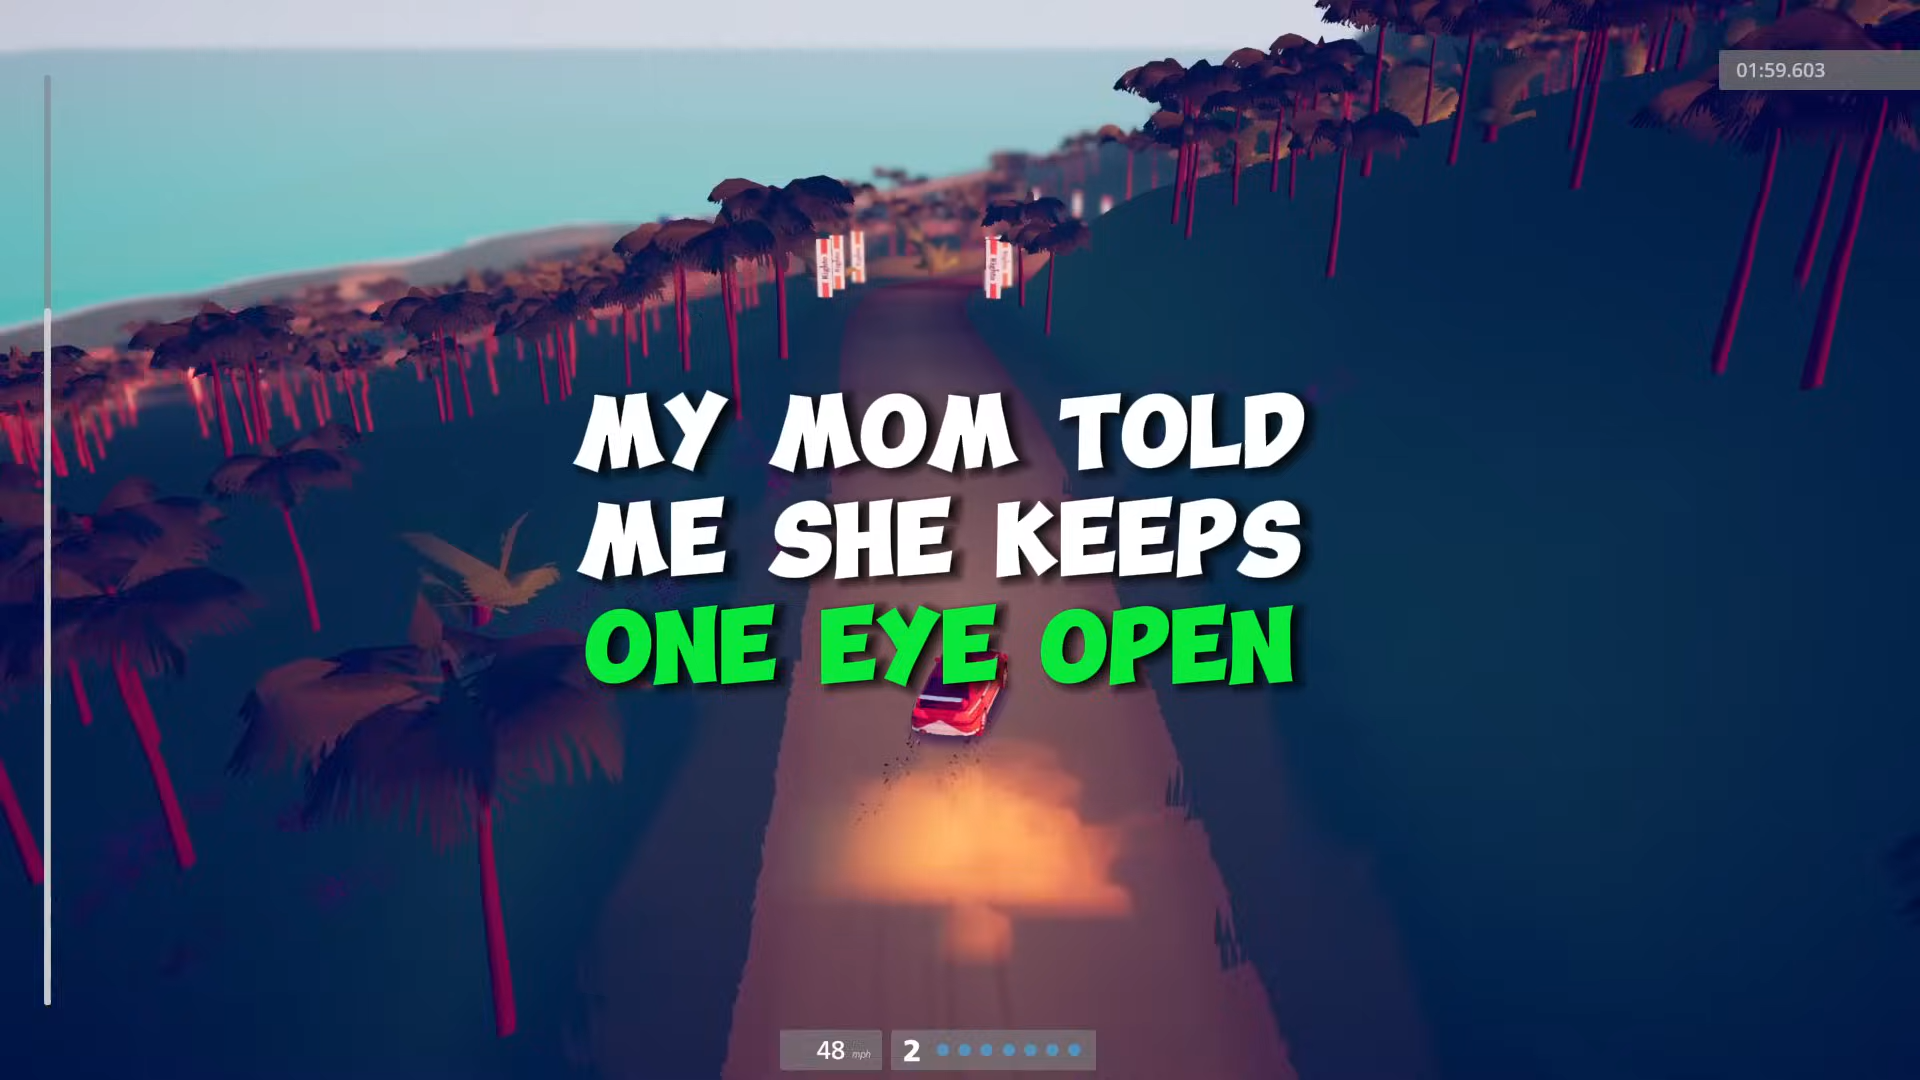 01:59.603
MY MOM TOLD
ME SHE KEEPS
ONE EYE OPEN
48 mph 2